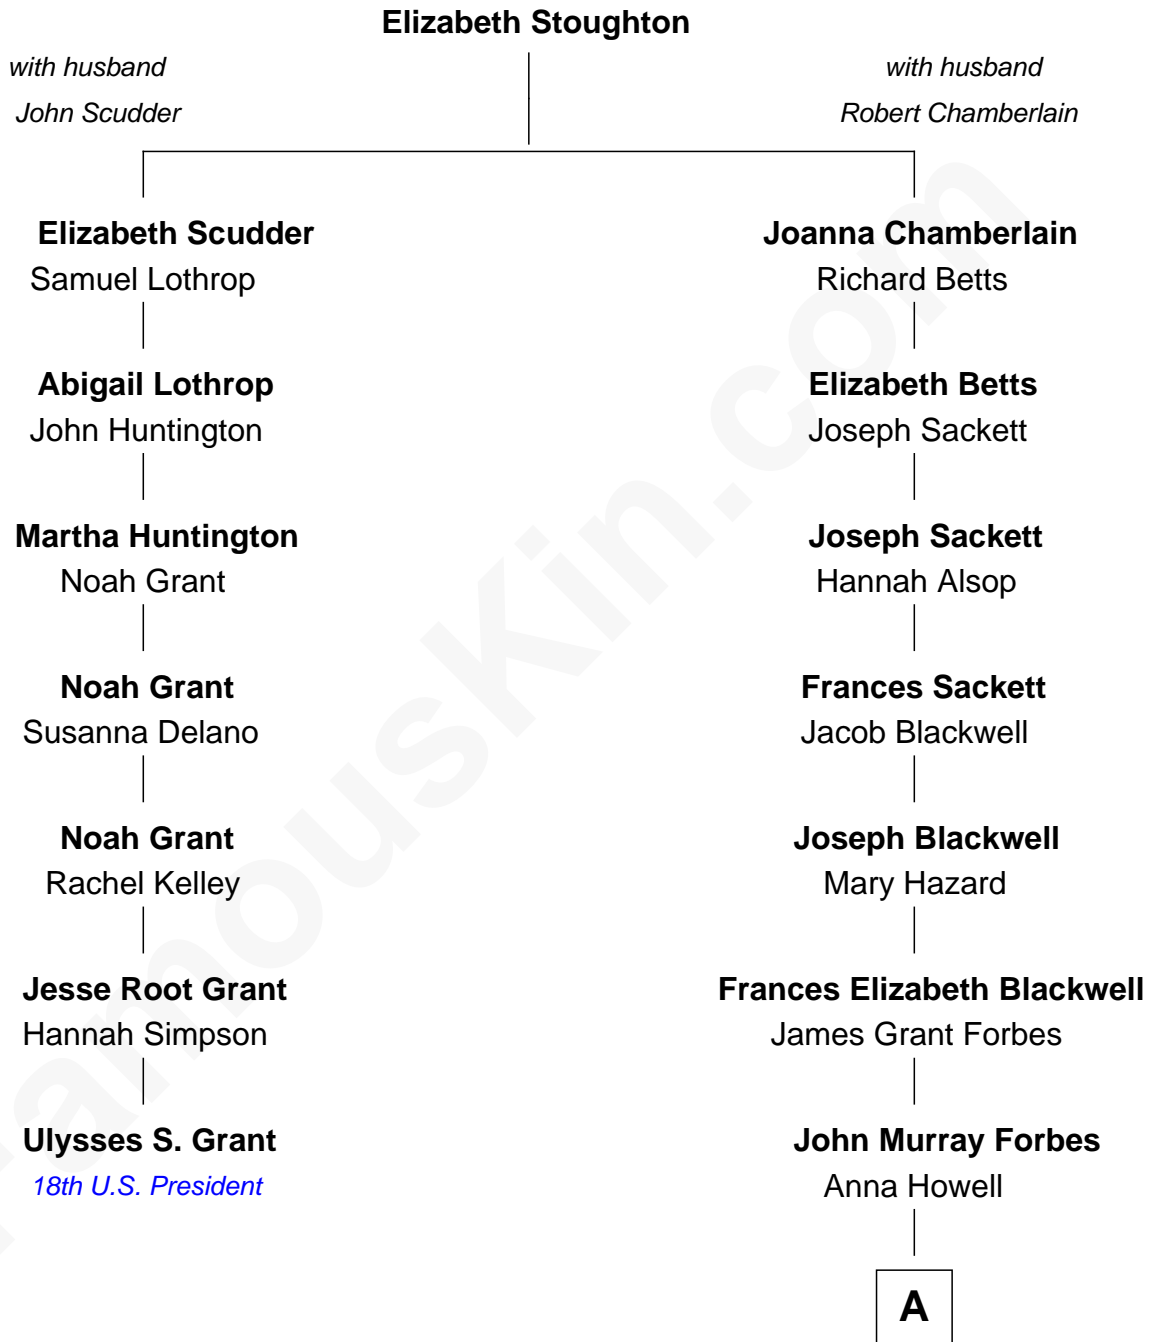 Elizabeth Stoughton
with husband
John Scudder
with husband
Robert Chamberlain
Elizabeth Scudder
Samuel Lothrop
Joanna Chamberlain
Richard Betts
Abigail Lothrop
John Huntington
Elizabeth Betts
Joseph Sackett
Martha Huntington
Noah Grant
Joseph Sackett
Hannah Alsop
Noah Grant
Susanna Delano
Frances Sackett
Jacob Blackwell
Noah Grant
Rachel Kelley
Joseph Blackwell
Mary Hazard
Jesse Root Grant
Hannah Simpson
Frances Elizabeth Blackwell
James Grant Forbes
Ulysses S. Grant
18th U.S. President
John Murray Forbes
Anna Howell
A
FamousKin.com